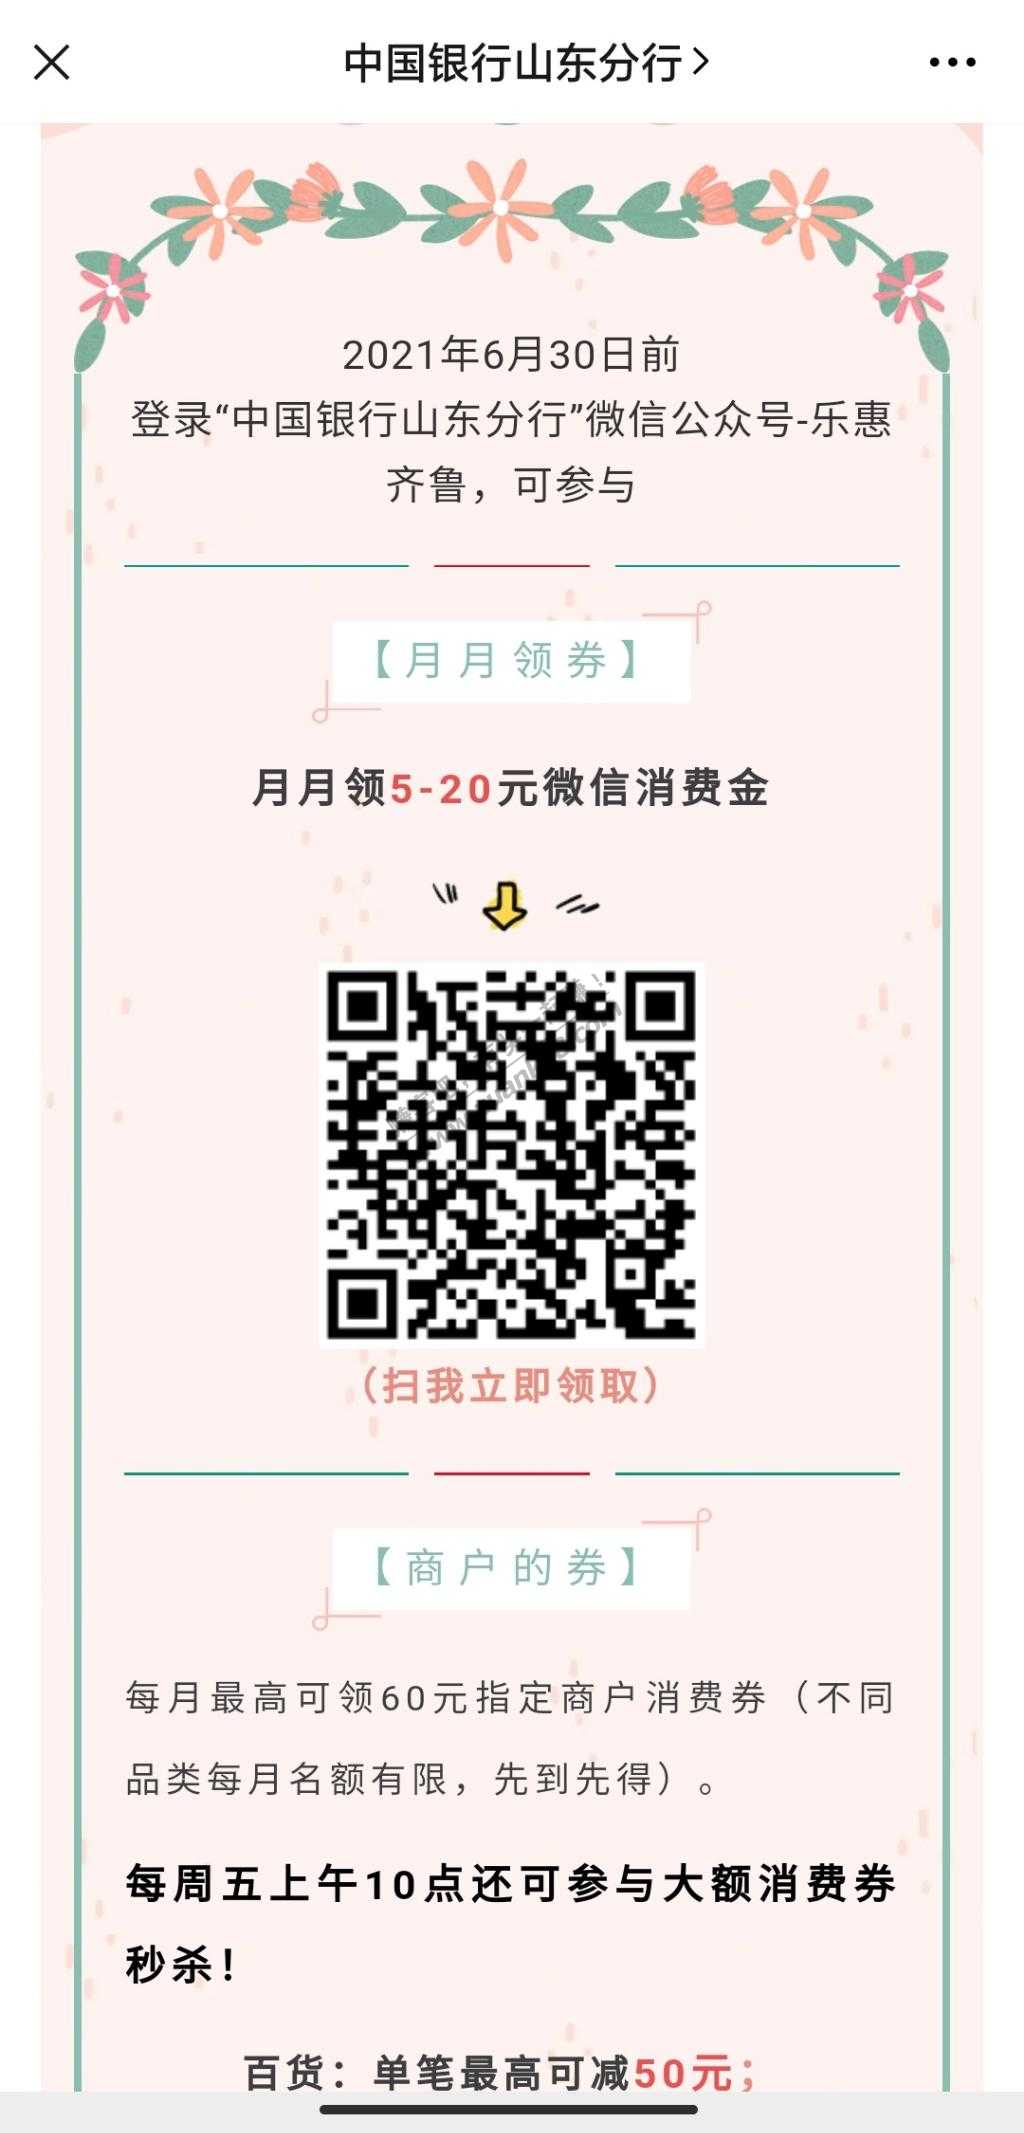 中国银行山东分行
2021年6月30日前
登录“中国银行山东分行”微信公众号-乐惠
齐鲁，可参与
【月月领券】
月月领5-20元微信消费金
（扫我立即领取）
【商户的券】
每月最高可领60元指定商户消费券（不同
品类每月名额有限，先到先得）。
每周五上午10点还可参与大额消费券
秒杀！
百货：单笔最高可减50元；